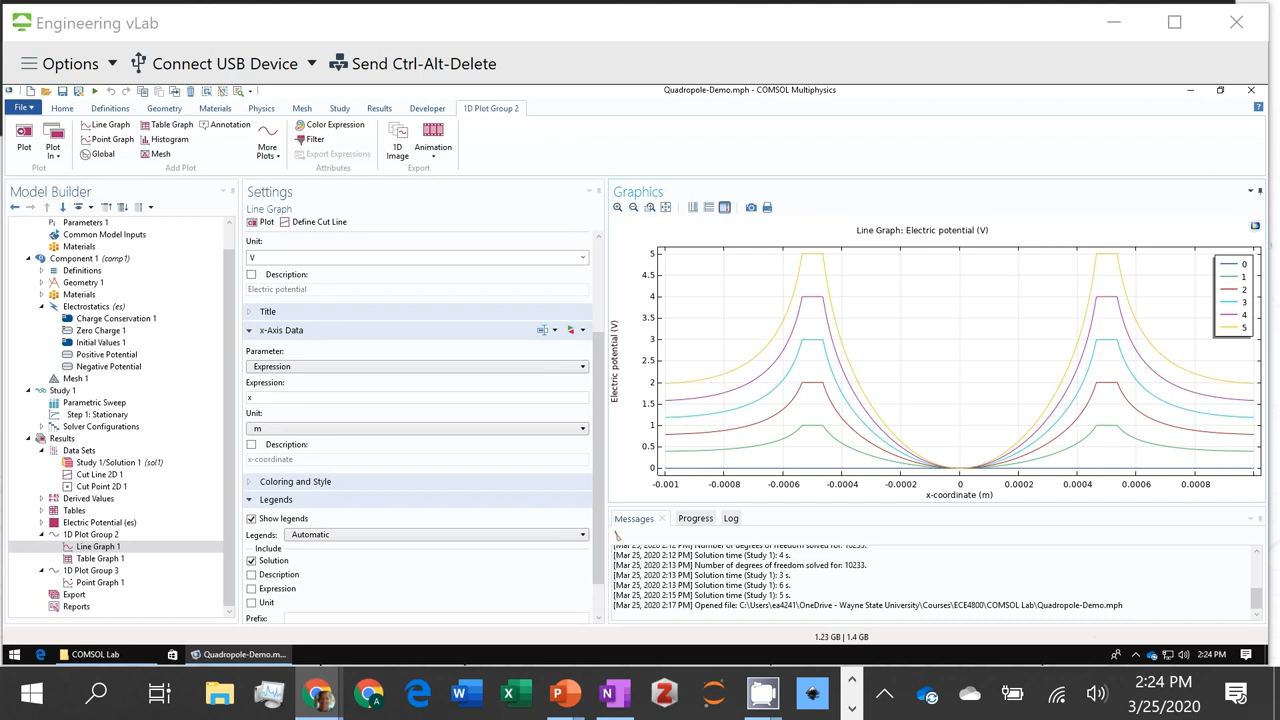 Engineering vLab
Options Connect USB Device Send Ctrl-Alt-Delete
Quadropole-Demo.mph - COMSOL Multiphysics
File Home Definitions Geometry Materials Physics Mesh Study Results Developer 1D Plot Group 2
Line Graph Table Graph Annotation Color Expression
Point Graph Histogram Filter
Global Mesh Export Expressions
Plot Plot In More Plots 1D Image Animation
Plot Add Plot Attributes Export
Model Builder
Parameters 1
Common Model Inputs
Materials
Component 1 (comp1)
Definitions
Geometry 1
Materials
Electrostatics (es)
Charge Conservation 1
Zero Charge 1
Initial Values 1
Positive Potential
Negative Potential
Mesh 1
Study 1
Parametric Sweep
Step 1: Stationary
Solver Configurations
Results
Data Sets
Study 1/Solution 1 (sol1)
Cut Line 2D 1
Cut Point 2D 1
Derived Values
Tables
Electric Potential (es)
1D Plot Group 2
Line Graph 1
Table Graph 1
1D Plot Group 3
Point Graph 1
Export
Reports
Settings
Line Graph
Plot Define Cut Line
Unit:
V
Description:
Electric potential
Title
x-Axis Data
Parameter:
Expression
Expression:
x
Unit:
m
Description:
x-coordinate
Coloring and Style
Legends
Show legends
Legends: Automatic
Include
Solution
Description
Expression
Unit
Prefix:
Graphics
Line Graph: Electric potential (V)
Electric potential (V)
5
4.5
4
3.5
3
2.5
2
1.5
1
0.5
0
0
1
2
3
4
5
-0.001 -0.0008 -0.0006 -0.0004 -0.0002 0 0.0002 0.0004 0.0006 0.0008
x-coordinate (m)
Messages Progress Log
[Mar 25, 2020 2:12 PM] Number of degrees of freedom solved for: 10233.
[Mar 25, 2020 2:12 PM] Solution time (Study 1): 4 s.
[Mar 25, 2020 2:13 PM] Number of degrees of freedom solved for: 10233.
[Mar 25, 2020 2:13 PM] Solution time (Study 1): 3 s.
[Mar 25, 2020 2:13 PM] Solution time (Study 1): 6 s.
[Mar 25, 2020 2:15 PM] Solution time (Study 1): 5 s.
[Mar 25, 2020 2:17 PM] Opened file: C:\Users\ea4241\OneDrive - Wayne State University\Courses\ECE4800\COMSOL Lab\Quadropole-Demo.mph
1.23 GB | 1.4 GB
COMSOL Lab Quadropole-Demo.m... 2:24 PM
2:24 PM
3/25/2020